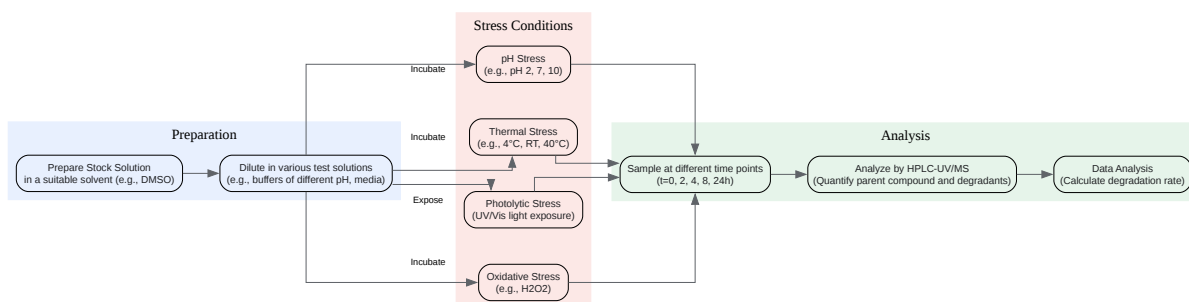 Stress Conditions
pH Stress
(e.g., pH 2, 7, 10)
Incubate
Preparation
Prepare Stock Solution
in a suitable solvent (e.g., DMSO)
Dilute in various test solutions
(e.g., buffers of different pH, media)
Incubate
Thermal Stress
(e.g., 4°C, RT, 40°C)
Expose
Photolytic Stress
(UV/Vis light exposure)
Incubate
Oxidative Stress
(e.g., H2O2)
Analysis
Sample at different time points
(t=0, 2, 4, 8, 24h)
Analyze by HPLC-UV/MS
(Quantify parent compound and degradants)
Data Analysis
(Calculate degradation rate)